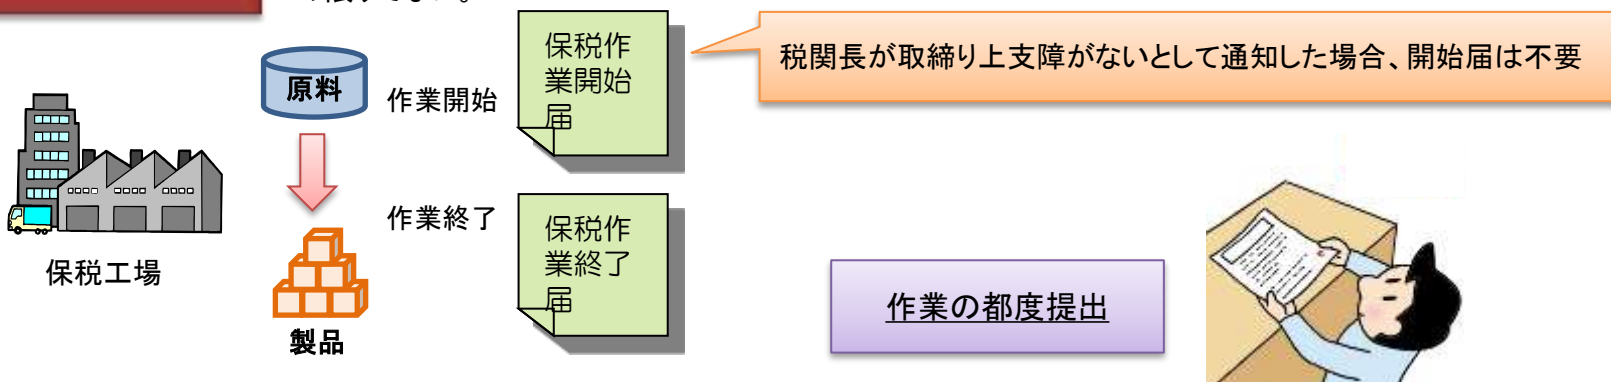 原料
作業開始
保税作
業開始
届
税関長が取締り上支障がないとして通知した場合、開始届は不要
作業終了
保税作
業終了
届
保税工場
製品
作業の都度提出